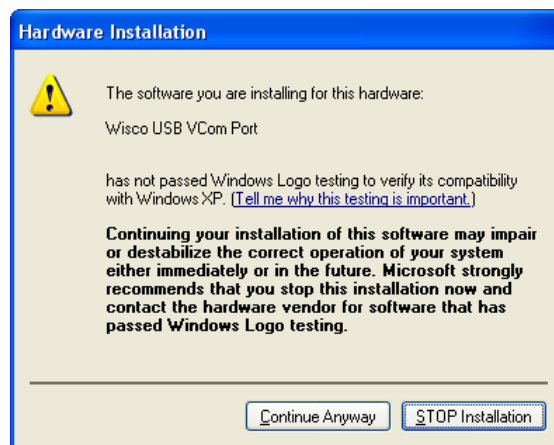 Hardware Installation
The software you are installing for this hardware:
Wisco USB VCom Port
has not passed Windows Logo testing to verify its compatibility
with Windows XP. (Tell me why this testing is important.)
Continuing your installation of this software may impair
or destabilize the correct operation of your system
either immediately or in the future. Microsoft strongly
recommends that you stop this installation now and
contact the hardware vendor for software that has
passed Windows Logo testing.
Continue Anyway
STOP Installation